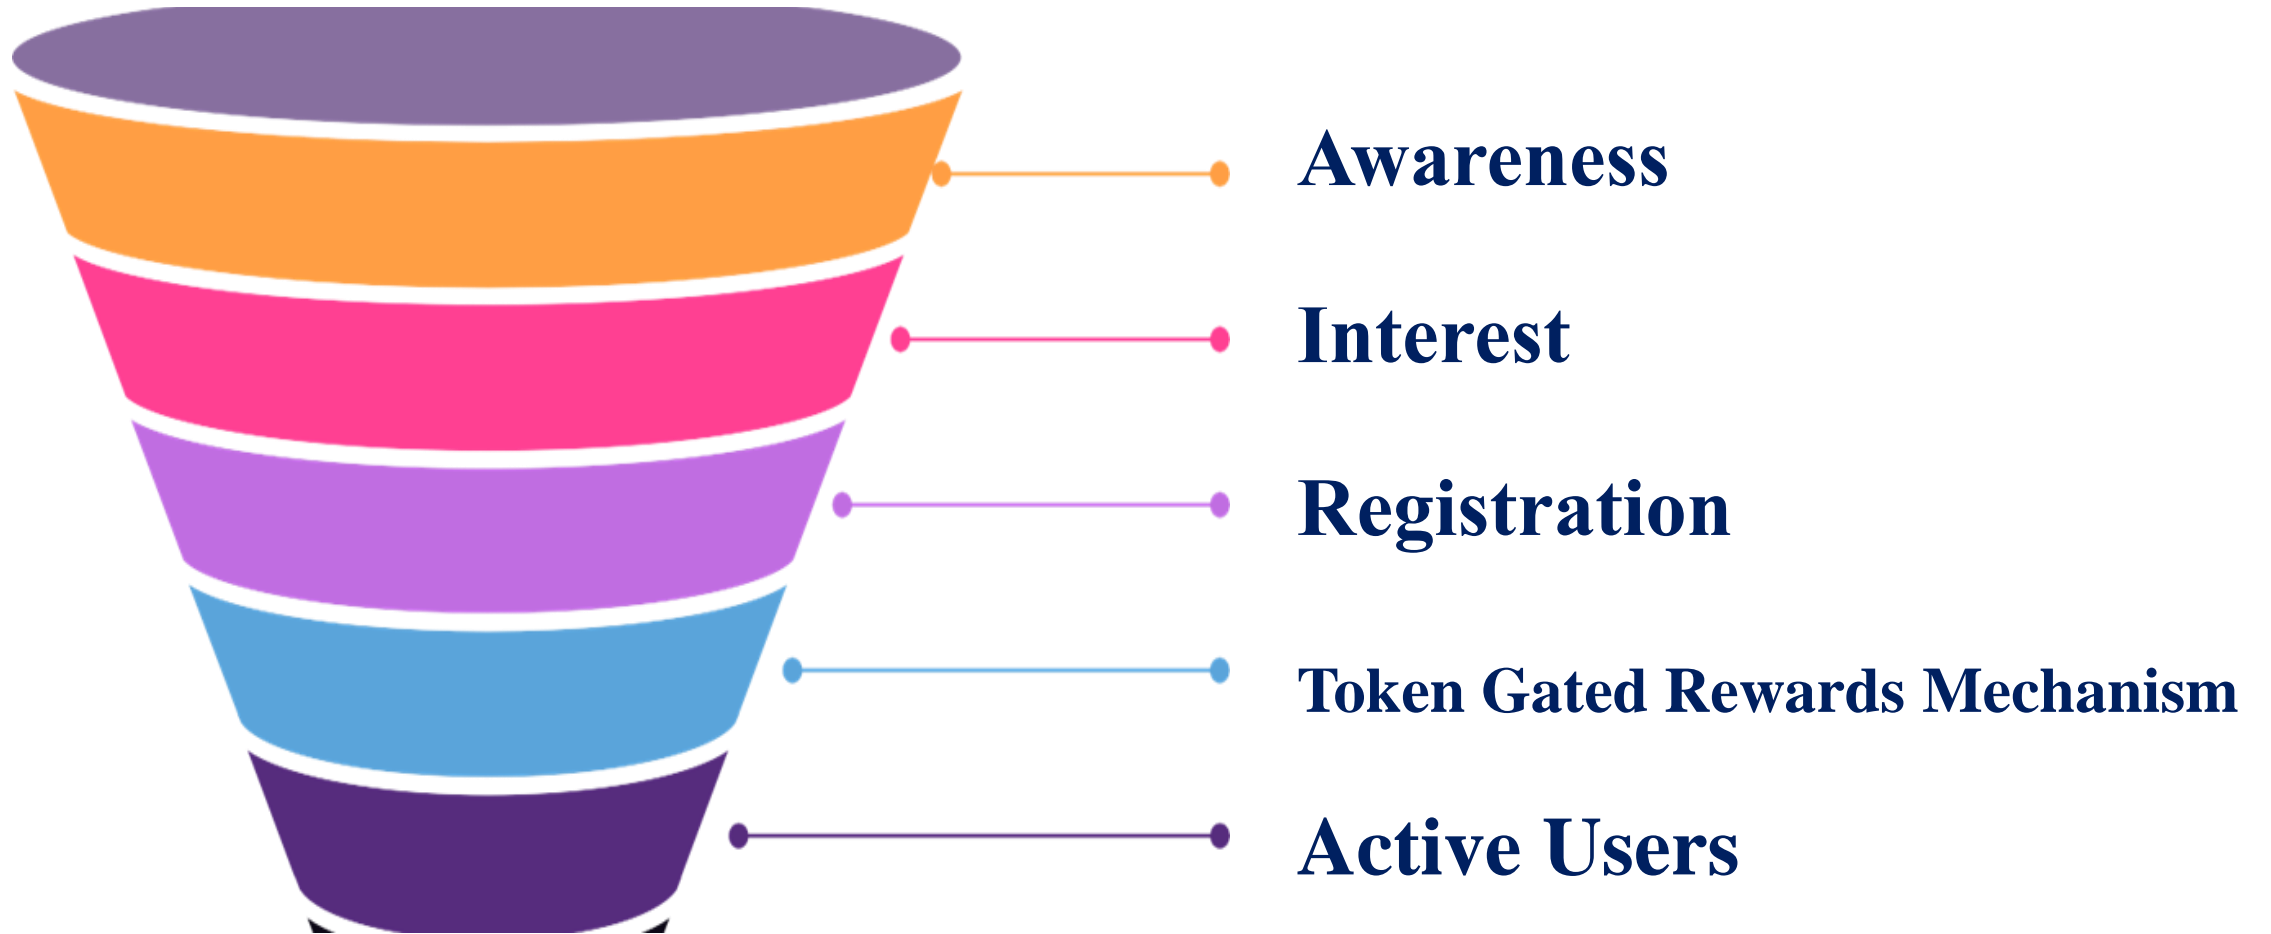 Awareness
Interest
Registration
Token Gated Rewards Mechanism
Active Users